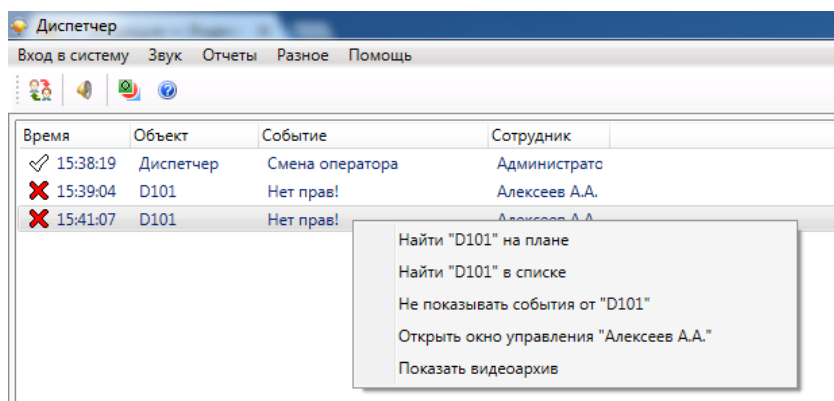 Диспетчер
Вход в систему Звук Отчеты Разное Помощь
Время Объект Событие Сотрудник
15:38:19 Диспетчер Смена оператора Администратс
15:39:04 D101 Нет прав! Алексеев А.А.
15:41:07 D101 Нет прав! Алексеев А.А.
Найти "D101" на плане
Найти "D101" в списке
Не показывать события от "D101"
Открыть окно управления "Алексеев А.А."
Показать видеоархив